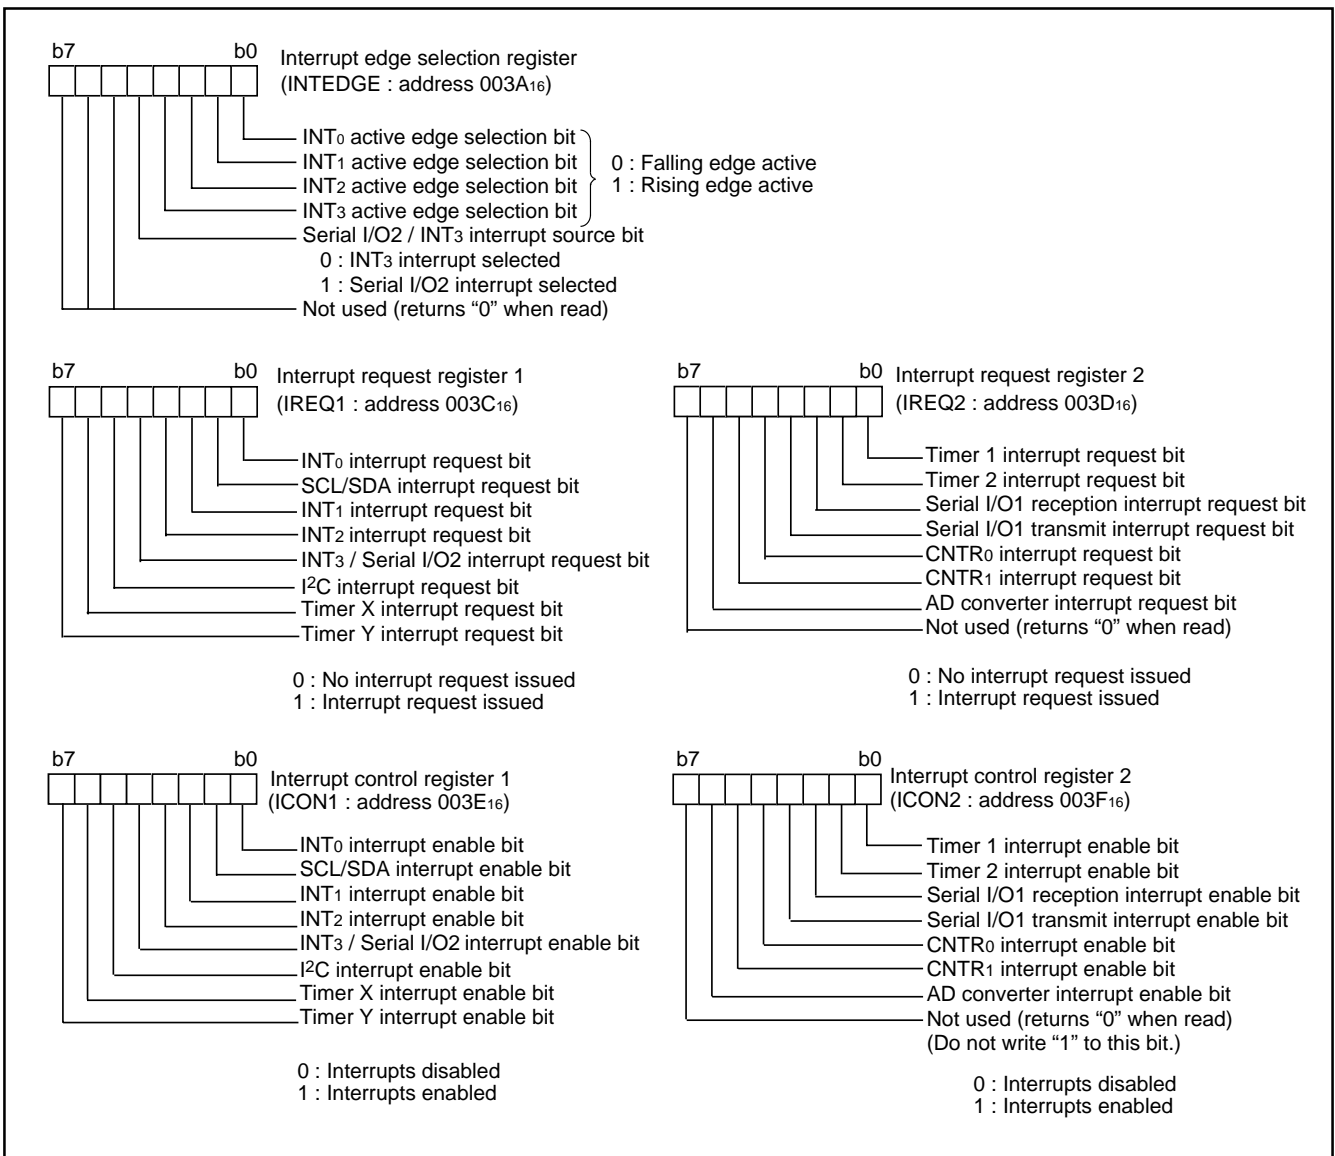 b7 b0 Interrupt edge selection register
(INTEDGE : address 003A16)
INT0 active edge selection bit
INT1 active edge selection bit
INT2 active edge selection bit
INT3 active edge selection bit
0 : Falling edge active
1 : Rising edge active
Serial I/O2 / INT3 interrupt source bit
0 : INT3 interrupt selected
1 : Serial I/O2 interrupt selected
Not used (returns “0” when read)
b7 b0 Interrupt request register 1
(IREQ1 : address 003C16)
INT0 interrupt request bit
SCL/SDA interrupt request bit
INT1 interrupt request bit
INT2 interrupt request bit
INT3 / Serial I/O2 interrupt request bit
I2C interrupt request bit
Timer X interrupt request bit
Timer Y interrupt request bit
0 : No interrupt request issued
1 : Interrupt request issued
b7 b0 Interrupt request register 2
(IREQ2 : address 003D16)
Timer 1 interrupt request bit
Timer 2 interrupt request bit
Serial I/O1 reception interrupt request bit
Serial I/O1 transmit interrupt request bit
CNTR0 interrupt request bit
CNTR1 interrupt request bit
AD converter interrupt request bit
Not used (returns “0” when read)
0 : No interrupt request issued
1 : Interrupt request issued
b7 b0 Interrupt control register 1
(ICON1 : address 003E16)
INT0 interrupt enable bit
SCL/SDA interrupt enable bit
INT1 interrupt enable bit
INT2 interrupt enable bit
INT3 / Serial I/O2 interrupt enable bit
I2C interrupt enable bit
Timer X interrupt enable bit
Timer Y interrupt enable bit
0 : Interrupts disabled
1 : Interrupts enabled
b7 b0 Interrupt control register 2
(ICON2 : address 003F16)
Timer 1 interrupt enable bit
Timer 2 interrupt enable bit
Serial I/O1 reception interrupt enable bit
Serial I/O1 transmit interrupt enable bit
CNTR0 interrupt enable bit
CNTR1 interrupt enable bit
AD converter interrupt enable bit
Not used (returns “0” when read)
(Do not write “1” to this bit.)
0 : Interrupts disabled
1 : Interrupts enabled